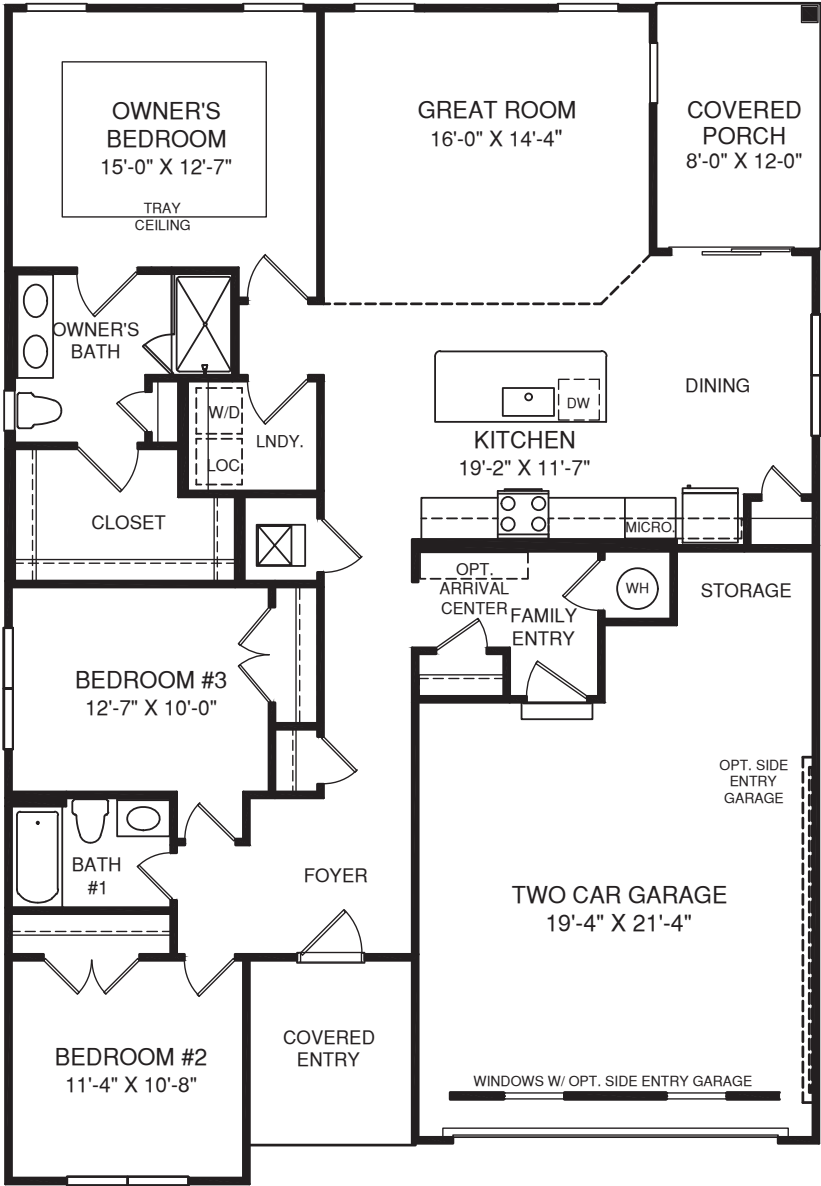 OWNER'S
BEDROOM
15'-0" X 12'-7"
TRAY
CEILING
GREAT ROOM
16'-0" X 14'-4"
COVERED
PORCH
8'-0" X 12'-0"
OWNER'S
BATH
W/D
LOC
LNDY.
DW
DINING
KITCHEN
19'-2" X 11'-7"
MICRO.
CLOSET
OPT.
ARRIVAL
CENTER
FAMILY
ENTRY
WH
STORAGE
BEDROOM #3
12'-7" X 10'-0"
OPT. SIDE
ENTRY
GARAGE
BATH
#1
FOYER
TWO CAR GARAGE
19'-4" X 21'-4"
COVERED
ENTRY
BEDROOM #2
11'-4" X 10'-8"
WINDOWS W/ OPT. SIDE ENTRY GARAGE